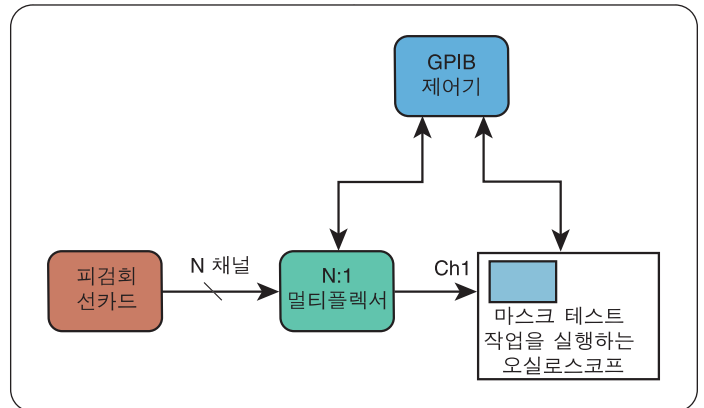 GPIB
제어기
피검회
선카드
N 채널
N:1
멀티플렉서
Ch1
마스크 테스트
작업을 실행하는
오실로스코프